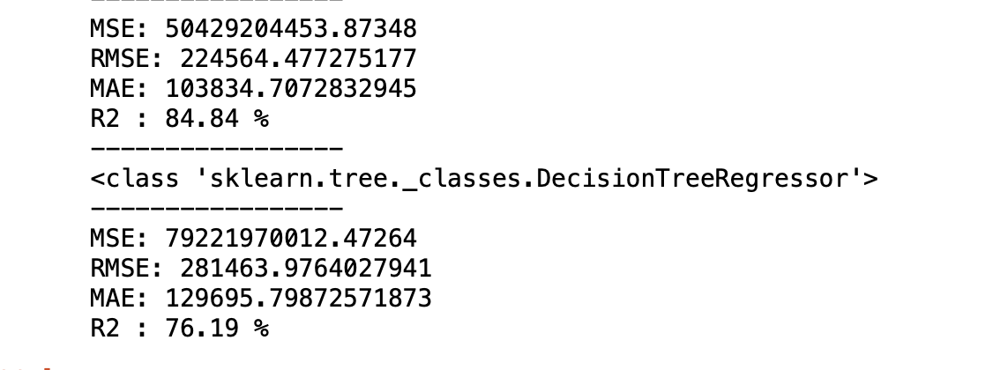 -----------------
MSE: 50429204453.87348
RMSE: 224564.477275177
MAE: 103834.7072832945
R2 : 84.84 %
-----------------
<class 'sklearn.tree._classes.DecisionTreeRegressor'>
-----------------
MSE: 79221970012.47264
RMSE: 281463.9764027941
MAE: 129695.79872571873
R2 : 76.19 %